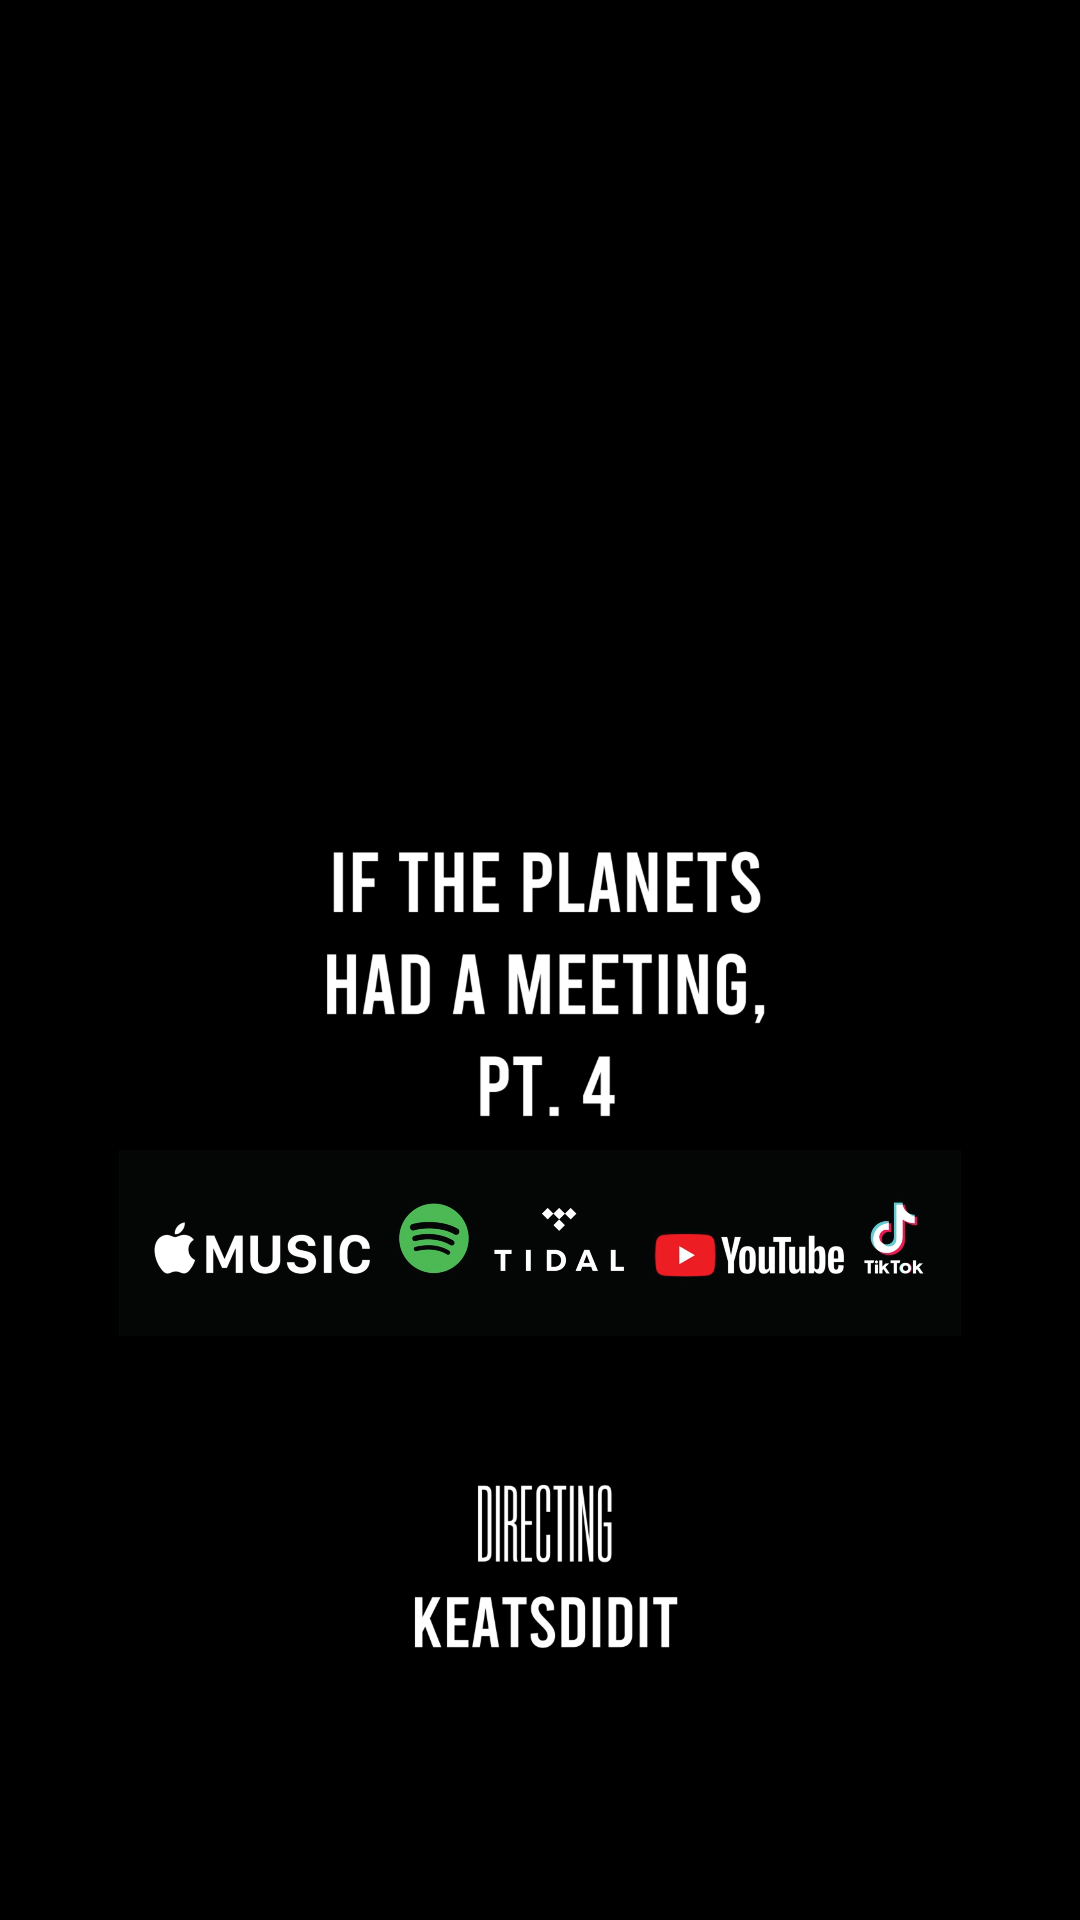 IF THE PLANETS
HAD A MEETING,
PT. 4
MUSIC TIDAL YouTube TikTok
DIRECTING
KEATSDIDIT